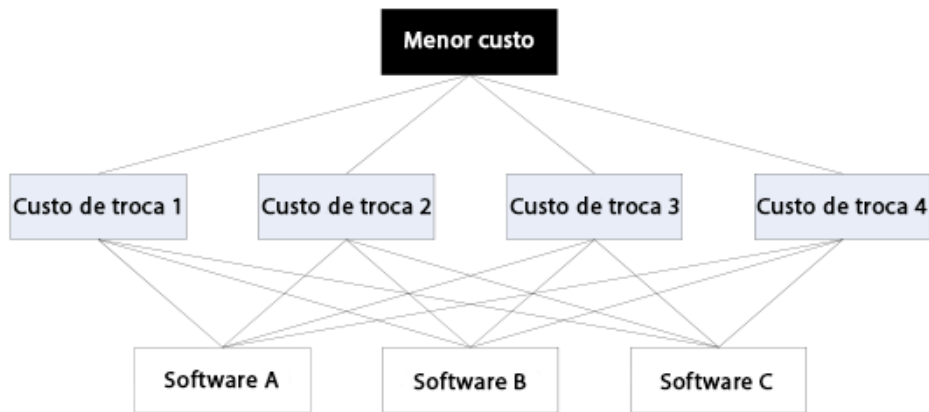 Menor custo
Custo de troca 1
Custo de troca 2
Custo de troca 3
Custo de troca 4
Software A
Software B
Software C